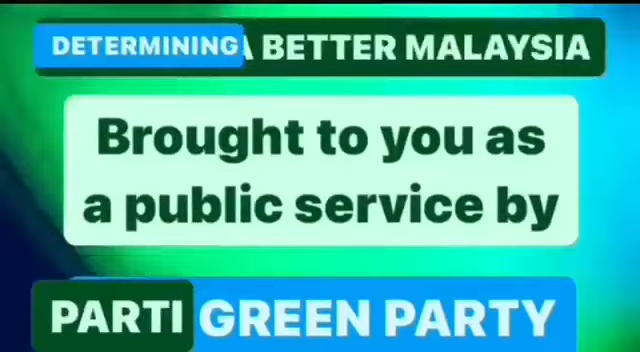 DETERMINING A BETTER MALAYSIA
Brought to you as
a public service by
PARTI GREEN PARTY